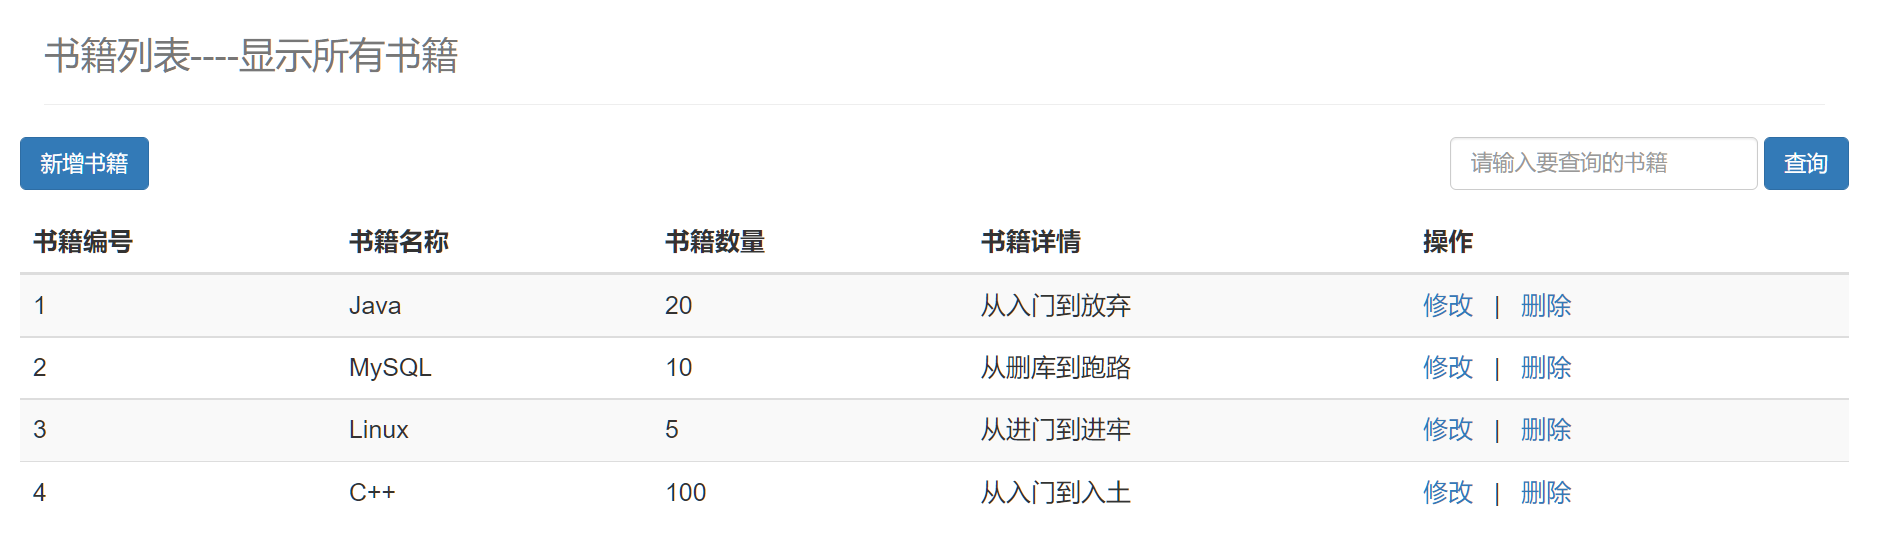 书籍列表----显示所有书籍
新增书籍 请输入要查询的书籍 查询
书籍编号 书籍名称 书籍数量 书籍详情 操作
1 Java 20 从入门到放弃 修改 | 删除
2 MySQL 10 从删库到跑路 修改 | 删除
3 Linux 5 从进门到进牢 修改 | 删除
4 C++ 100 从入门到入土 修改 | 删除